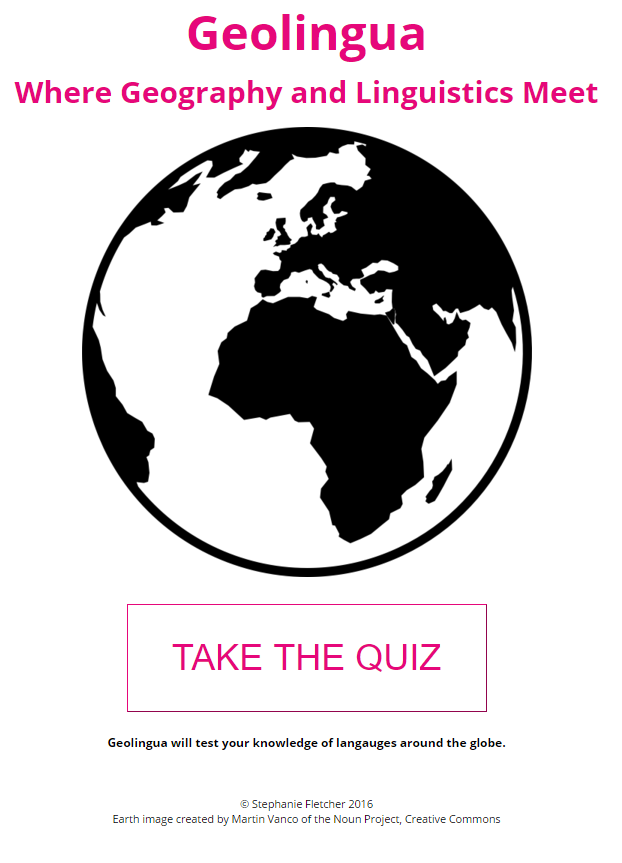 Geolingua
Where Geography and Linguistics Meet
TAKE THE QUIZ
Geolingua will test your knowledge of langauges around the globe.
© Stephanie Fletcher 2016
Earth image created by Martin Vanco of the Noun Project, Creative Commons